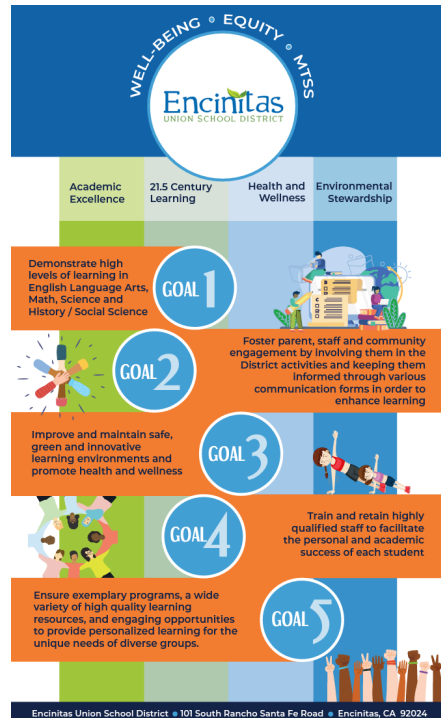 WELL-BEING • EQUITY • MTSS
Encinitas
UNION SCHOOL DISTRICT
Academic
Excellence
21.5 Century
Learning
Health and
Wellness
Environmental
Stewardship
Demonstrate high
levels of learning in
English Language Arts,
Math, Science and
History / Social Science
GOAL 1
GOAL 2
Foster parent, staff and community
engagement by involving them in the
District activities and keeping them
informed through various
communication forms in order to
enhance learning
Improve and maintain safe,
green and innovative
learning environments and
promote health and wellness
GOAL 3
GOAL 4
Train and retain highly
qualified staff to facilitate
the personal and academic
success of each student
Ensure exemplary programs, a wide
variety of high quality learning
resources, and engaging opportunities
to provide personalized learning for the
unique needs of diverse groups.
GOAL 5
Encinitas Union School District • 101 South Rancho Santa Fe Road • Encinitas, CA 92024